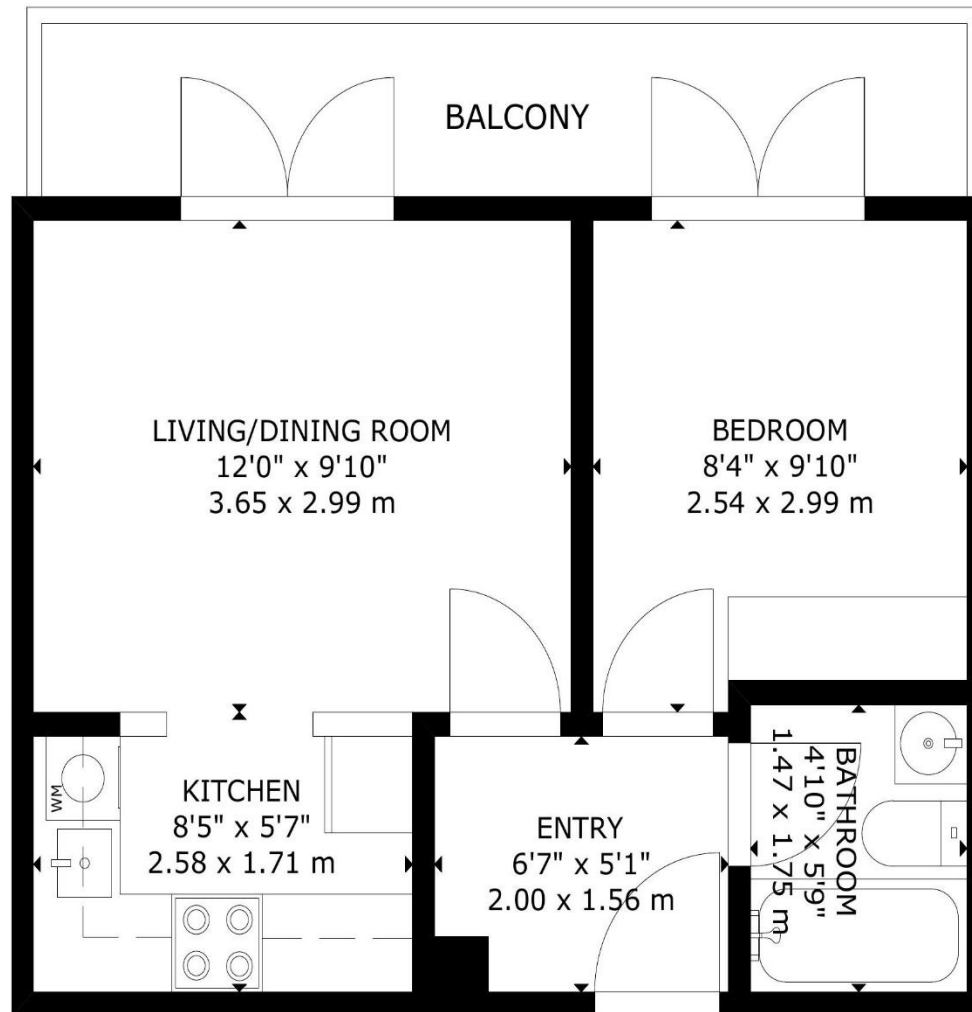 BALCONY
LIVING/DINING ROOM
12'0" x 9'10"
3.65 x 2.99 m
BEDROOM
8'4" x 9'10"
2.54 x 2.99 m
WM
KITCHEN
8'5" x 5'7"
2.58 x 1.71 m
ENTRY
6'7" x 5'1"
2.00 x 1.56 m
BATHROOM
4'10" x 5'9"
1.47 x 1.75 m